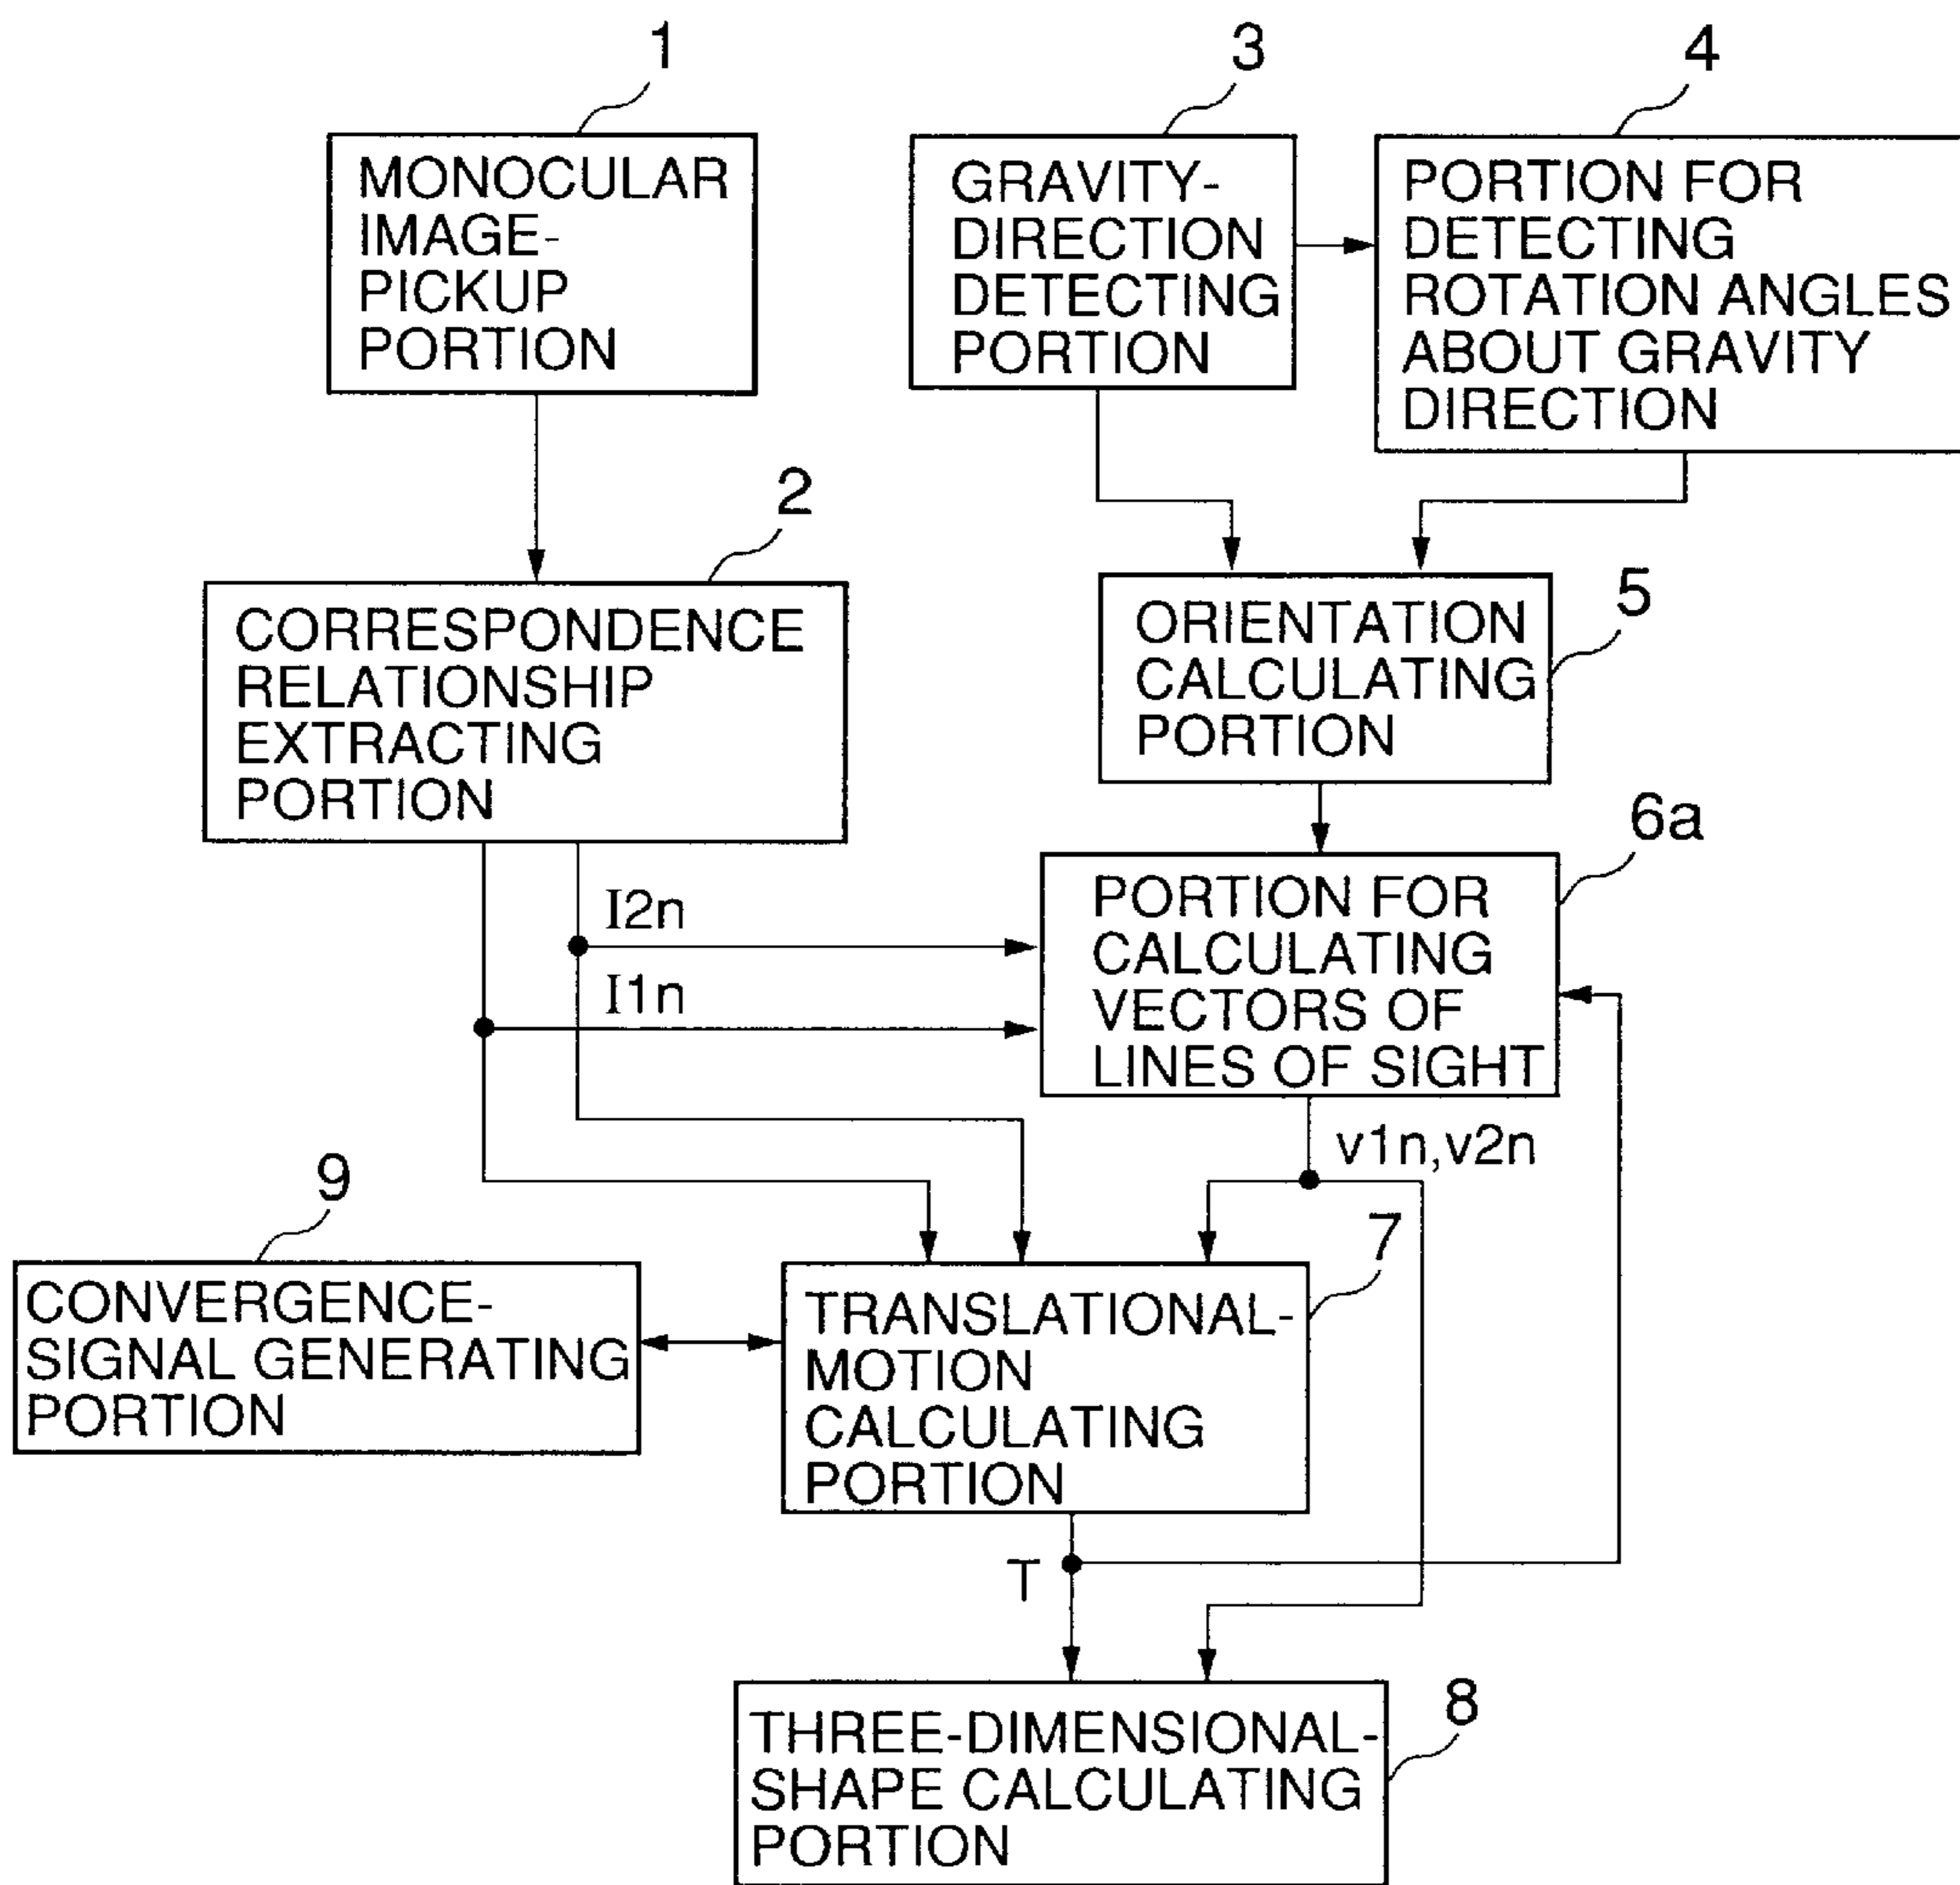 1
MONOCULAR
IMAGE-
PICKUP
PORTION
3
GRAVITY-
DIRECTION
DETECTING
PORTION
4
PORTION FOR
DETECTING
ROTATION ANGLES
ABOUT GRAVITY
DIRECTION
2
CORRESPONDENCE
RELATIONSHIP
EXTRACTING
PORTION
5
ORIENTATION
CALCULATING
PORTION
6a
PORTION FOR
CALCULATING
VECTORS OF
LINES OF SIGHT
I2n
I1n
v1n,v2n
9
CONVERGENCE-
SIGNAL GENERATING
PORTION
7
TRANSLATIONAL-
MOTION
CALCULATING
PORTION
T
8
THREE-DIMENSIONAL-
SHAPE CALCULATING
PORTION